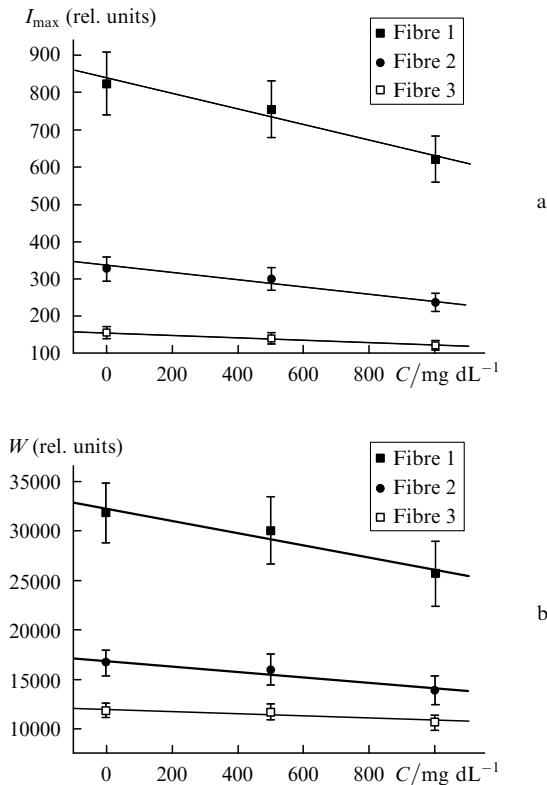 I_max (rel. units)
Fibre 1
Fibre 2
Fibre 3
900
800
700
600
500
400
300
200
100
0 200 400 600 800 C/mg dL⁻¹
a
W (rel. units)
Fibre 1
Fibre 2
Fibre 3
35000
30000
25000
20000
15000
10000
0 200 400 600 800 C/mg dL⁻¹
b